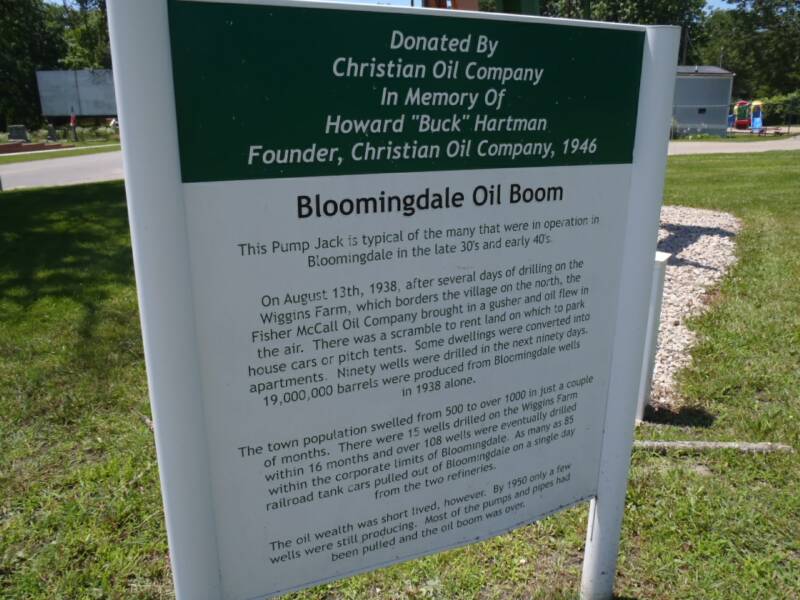 Donated By
Christian Oil Company
In Memory Of
Howard "Buck" Hartman
Founder, Christian Oil Company, 1946
Bloomingdale Oil Boom
This Pump Jack is typical of the many that were in operation in
Bloomingdale in the late 30's and early 40's.
On August 13th, 1938, after several days of drilling on the
Wiggins Farm, which borders the village on the north, the
Fisher McCall Oil Company brought in a gusher and oil flew in
the air. There was a scramble to rent land on which to park
house cars or pitch tents. Some dwellings were converted into
apartments. Ninety wells were drilled in the next ninety days.
19,000,000 barrels were produced from Bloomingdale wells
in 1938 alone.
The town population swelled from 500 to over 1000 in just a couple
of months. There were 15 wells drilled on the Wiggins Farm
within 16 months and over 108 wells were eventually drilled
within the corporate limits of Bloomingdale. As many as 85
railroad tank cars pulled out of Bloomingdale on a single day
from the two refineries.
The oil wealth was short lived, however. By 1950 only a few
wells were still producing. Most of the pumps and pipes had
been pulled and the oil boom was over.